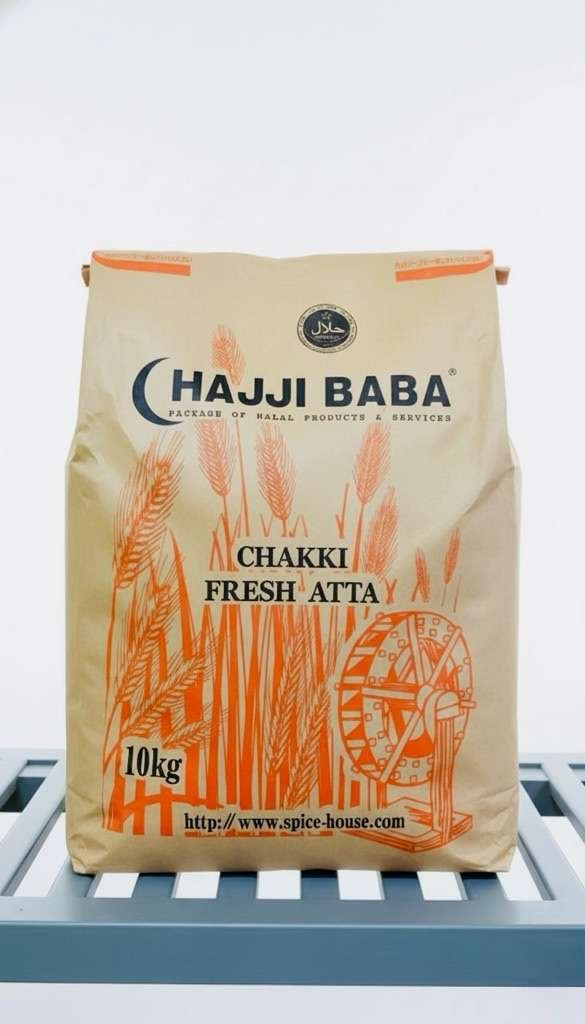 حلال
HAJJI BABA®
PACKAGE OF HALAL PRODUCTS & SERVICES
CHAKKI
FRESH ATTA
10kg
http://www.spice-house.com